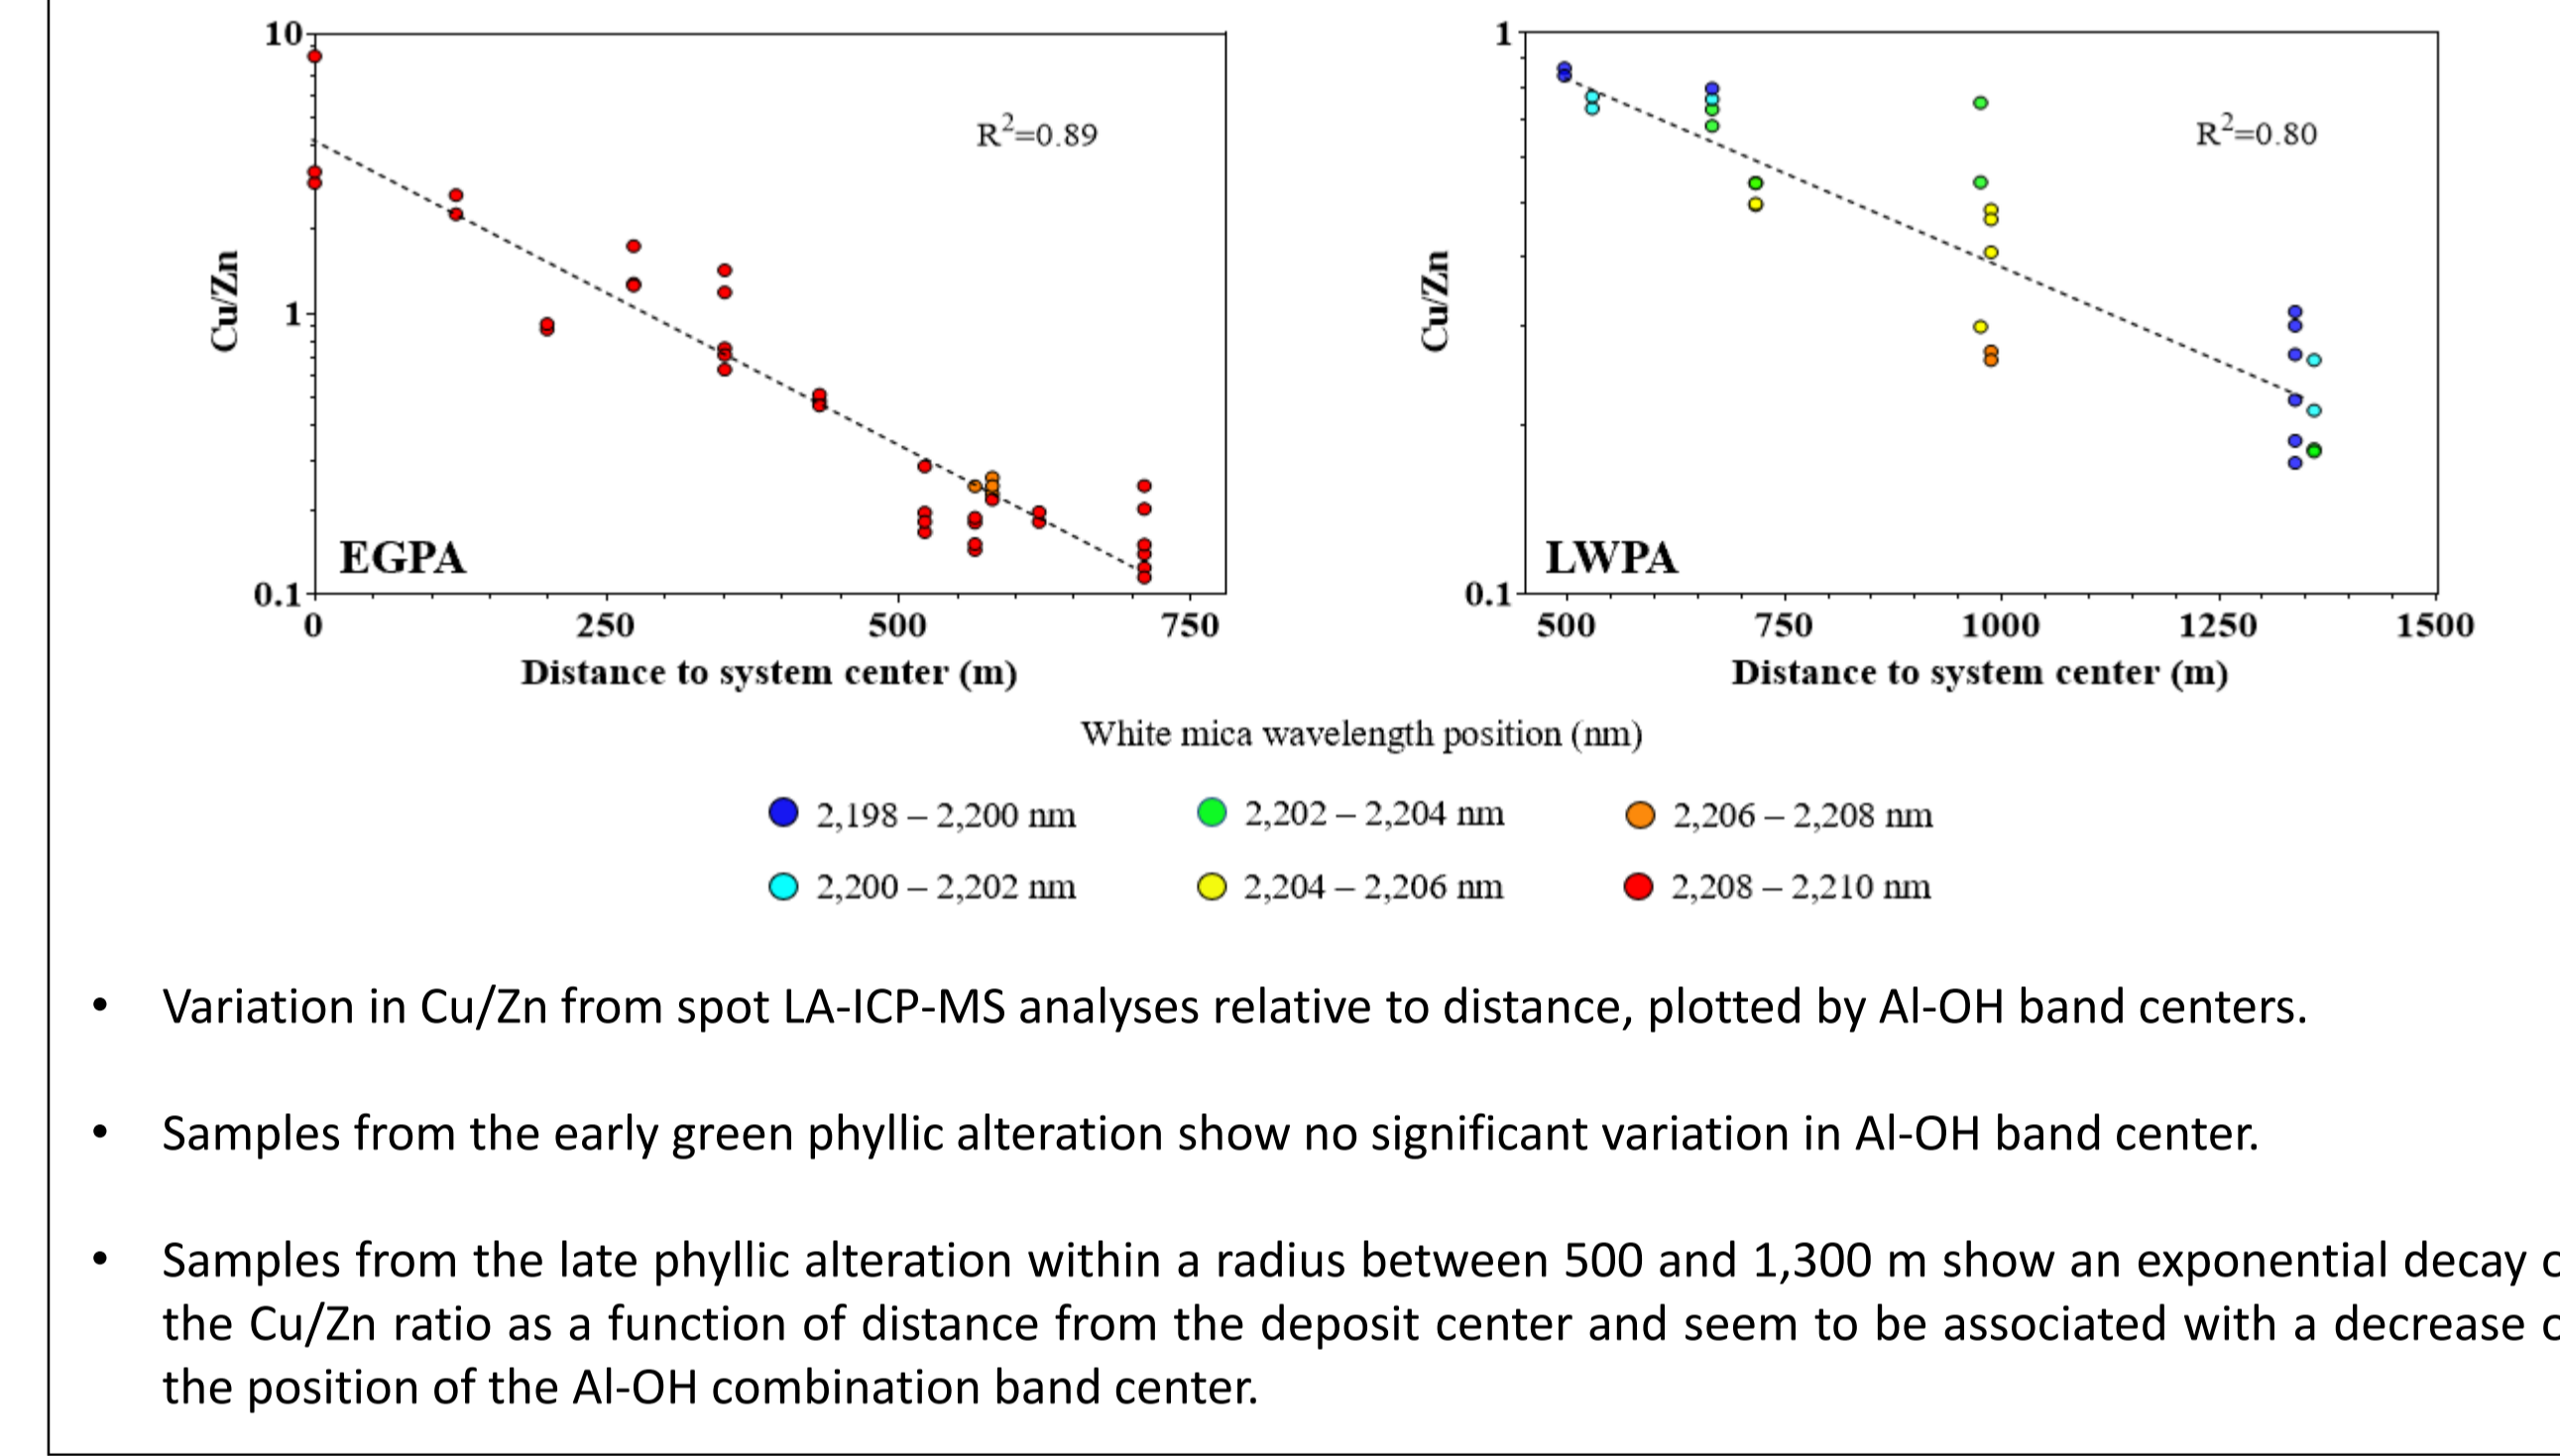 10
1
0.1
Cu/Zn
R²=0.89
EGPA
0 250 500 750
Distance to system center (m)
1
0.1
Cu/Zn
R²=0.80
LWPA
500 750 1000 1250 1500
Distance to system center (m)
White mica wavelength position (nm)
2,198 – 2,200 nm 2,202 – 2,204 nm 2,206 – 2,208 nm
2,200 – 2,202 nm 2,204 – 2,206 nm 2,208 – 2,210 nm
• Variation in Cu/Zn from spot LA-ICP-MS analyses relative to distance, plotted by Al-OH band centers.
• Samples from the early green phyllic alteration show no significant variation in Al-OH band center.
• Samples from the late phyllic alteration within a radius between 500 and 1,300 m show an exponential decay
the Cu/Zn ratio as a function of distance from the deposit center and seem to be associated with a decrease
the position of the Al-OH combination band center.